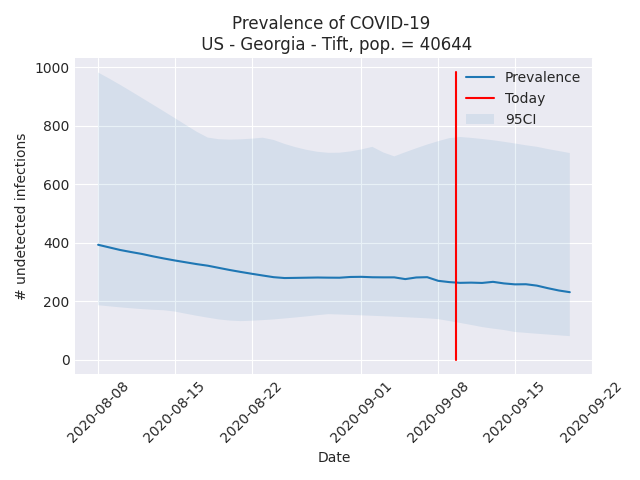 Prevalence of COVID-19
US - Georgia - Tift, pop. = 40644
1000
800
600
400
200
0
# undetected infections
Prevalence
Today
95CI
2020-08-08
2020-08-15
2020-08-22
2020-09-01
2020-09-08
2020-09-15
2020-09-22
Date